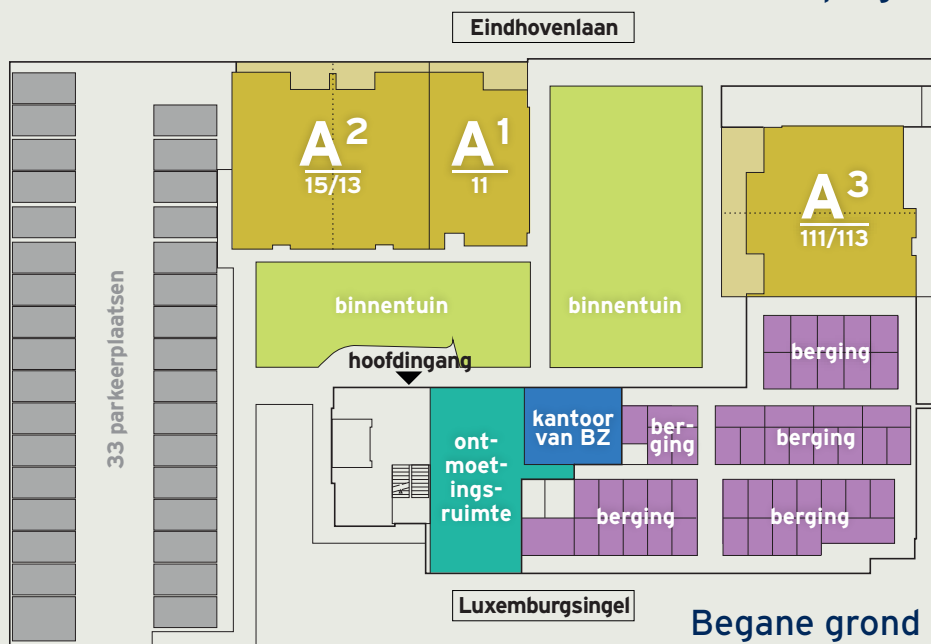 Eindhovenlaan
A2
15/13
A1
11
A3
111/113
binnentuin
binnentuin
hoofdingang
33 parkeerplaatsen
berging
kantoor
van BZ
ber-
ging
berging
ont-
moet-
ings-
ruimte
berging
berging
Luxemburgsingel
Begane grond